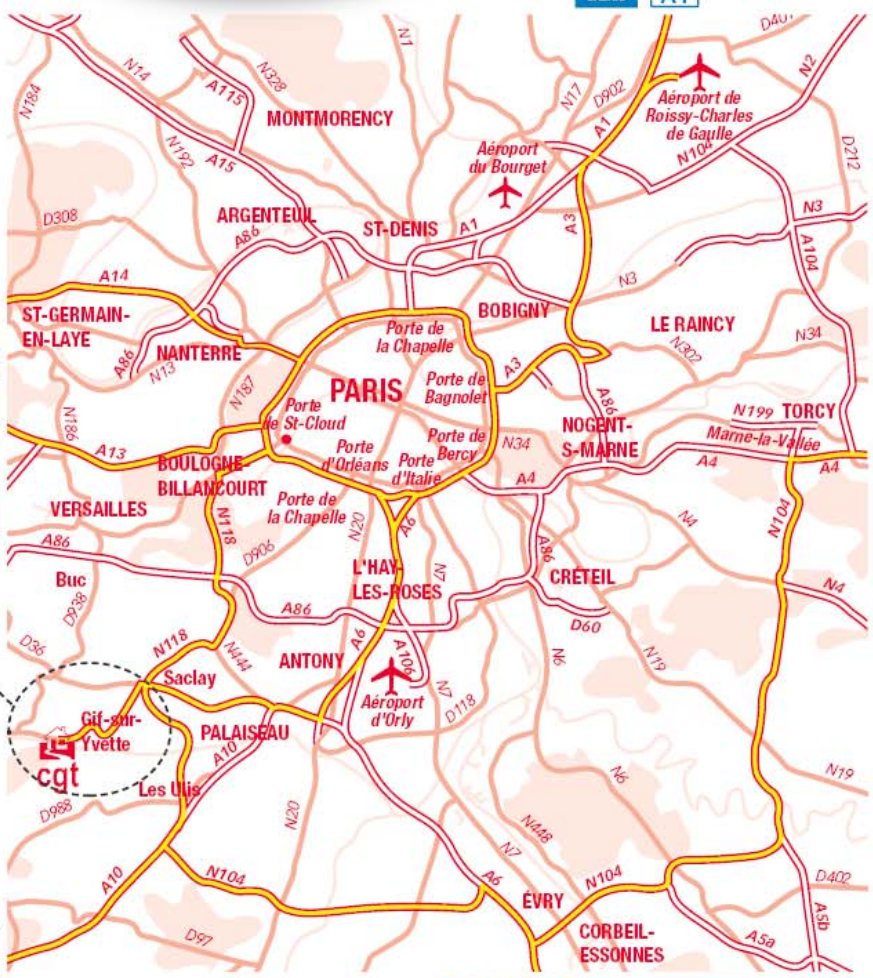 A1
D401
N14
N184
A115
N328
N1
N17
D902
N2
MONTMORENCY
Aéroport de
Roissy-Charles
de Gaulle
A1
N192
A15
Aéroport
du Bourget
N104
D212
D308
ARGENTEUIL
A86
ST-DENIS
A1
A3
N3
A104
A14
N3
ST-GERMAIN-
EN-LAYE
BOBIGNY
LE RAINCY
Porte de
la Chapelle
N34
A86
NANTERRE
N13
N302
A3
N187
PARIS
Porte de
Bagnolet
A86
Porte
de St-Cloud
N199
TORCY
N186
NOGENT-
S-MARNE
Marne-la-Vallée
Porte de
Bercy
N34
A13
Porte
d'Orléans
Porte
d'Italie
A4
A4
BOULOGNE-
BILLANCOURT
A4
VERSAILLES
Porte de
la Chapelle
N118
N20
A6
N104
N4
A86
D906
A86
Buc
L'HAY-
LES-ROSES
N7
CRÉTEIL
N4
D938
A86
D60
D36
N118
N444
ANTONY
A6
A106
N6
N19
Saclay
Aéroport
d'Orly
N7
D118
Gif-sur-
Yvette
PALAISEAU
A10
cgt
Les Ulis
N6
N19
D988
N20
N448
N7
A10
N104
A6
ÉVRY
N104
D402
D97
CORBEIL-
ESSONNES
A5a
A5b